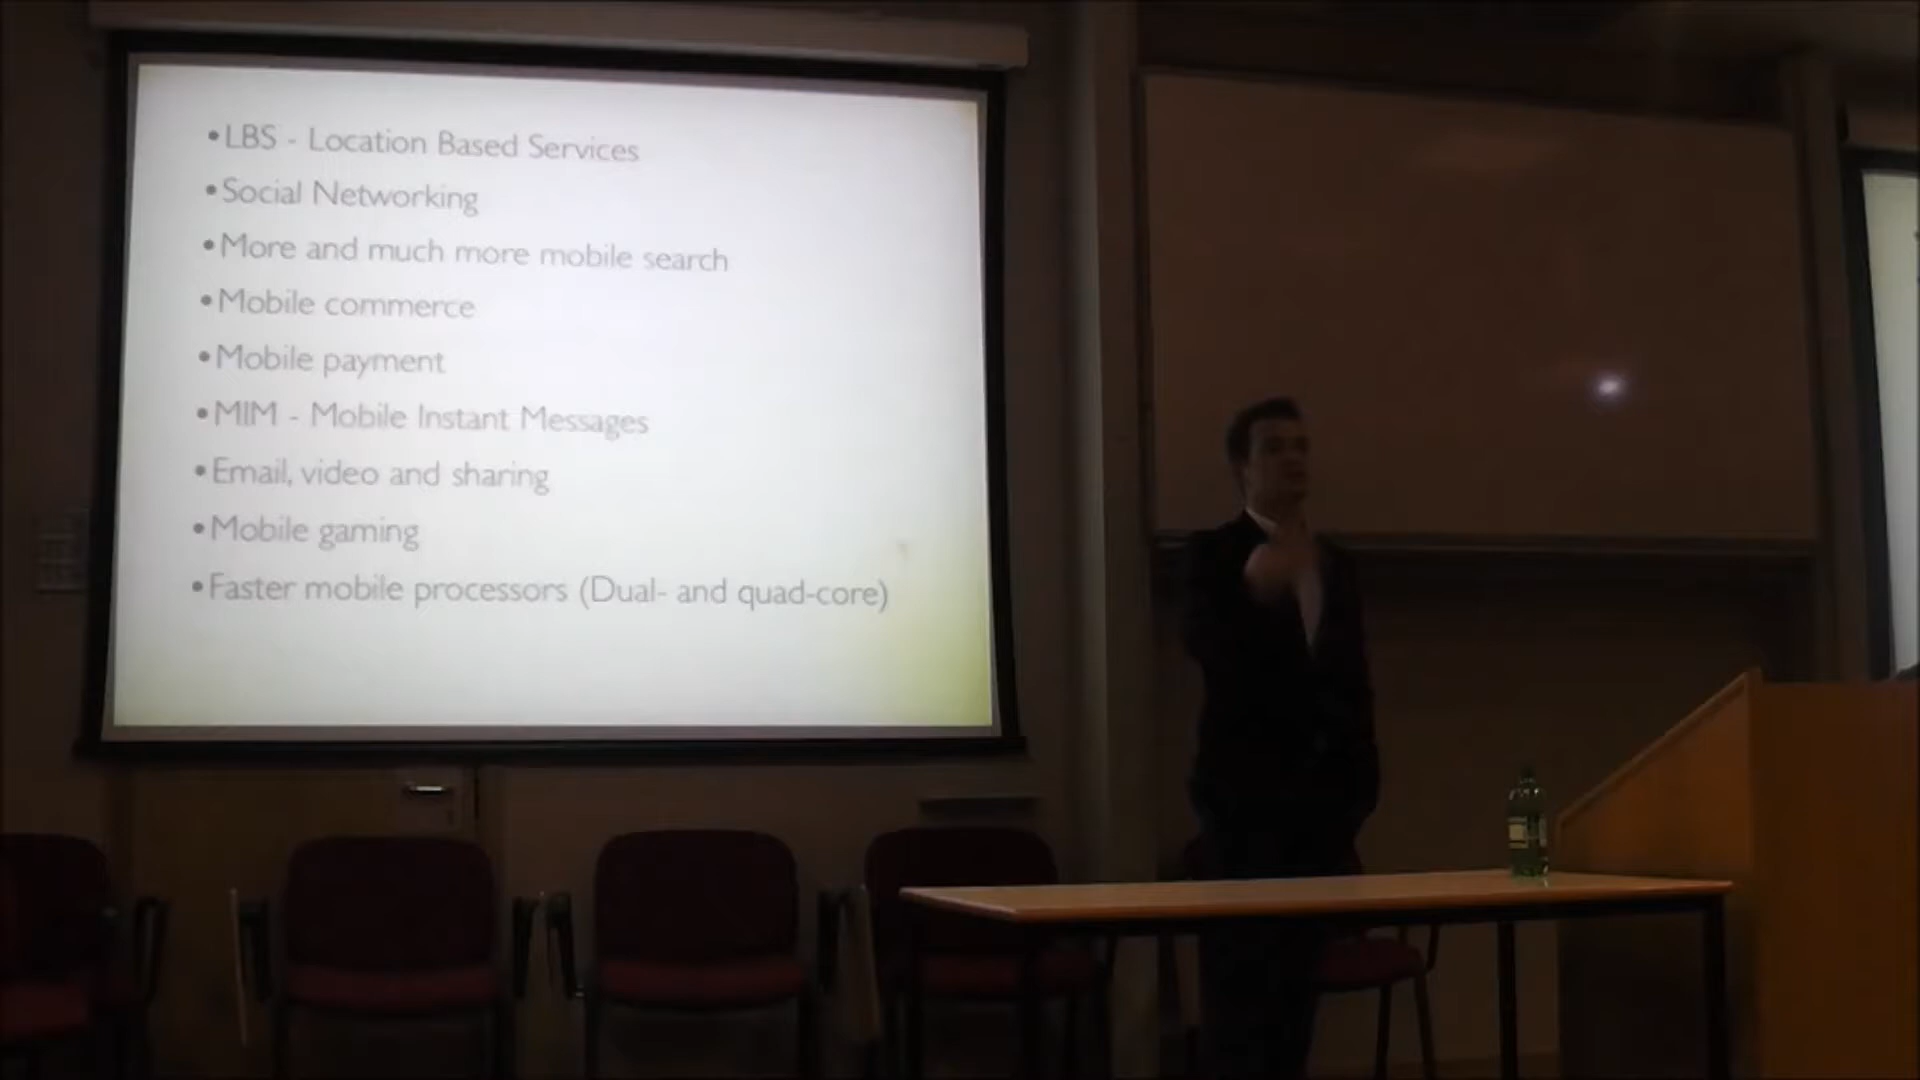 •LBS - Location Based Services
•Social Networking
•More and much more mobile search
•Mobile commerce
•Mobile payment
•MIM - Mobile Instant Messages
•Email, video and sharing
•Mobile gaming
•Faster mobile processors (Dual- and quad-core)